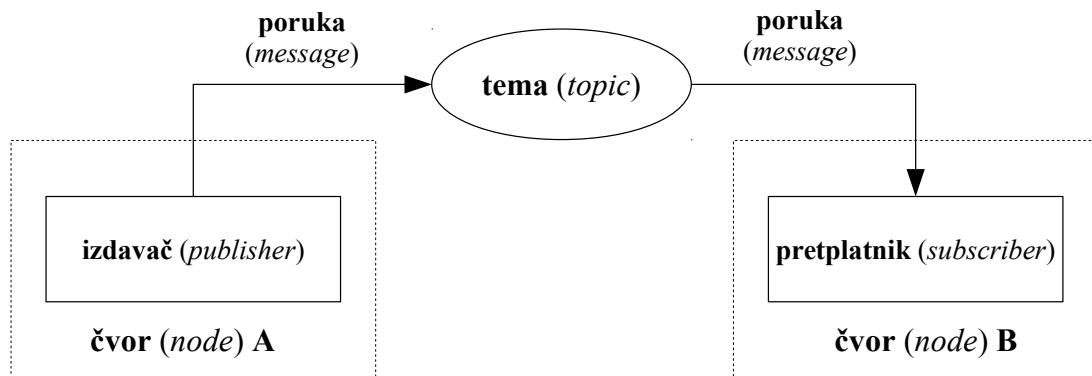 poruka
(message)
tema (topic)
poruka
(message)
izdavač (publisher)
čvor (node) A
pretplatnik (subscriber)
čvor (node) B